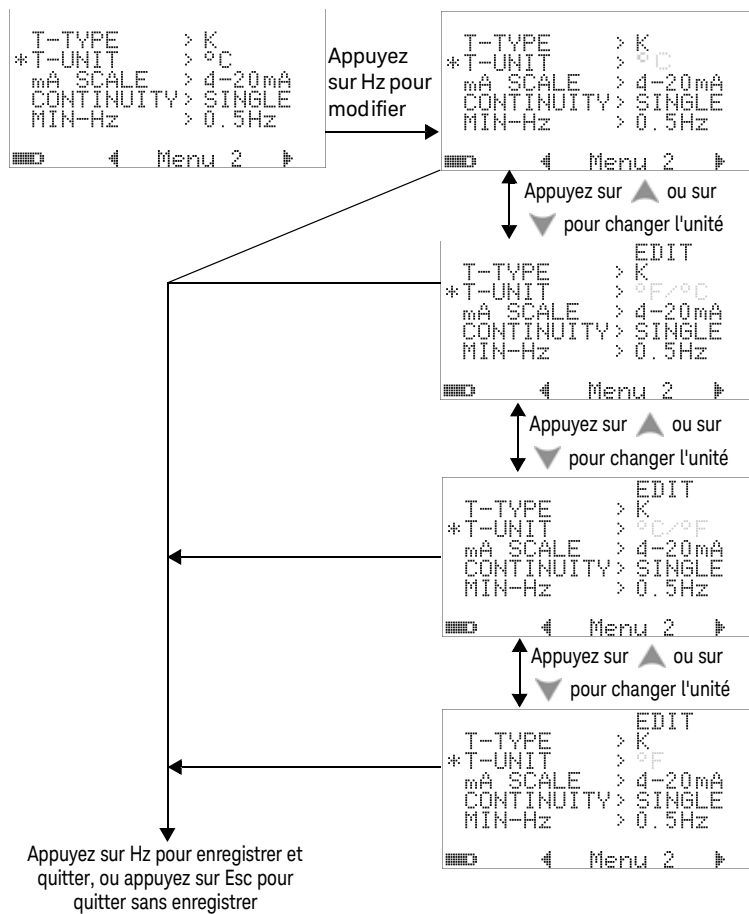 T-TYPE > K
*T-UNIT > °C
mA SCALE > 4-20mA
CONTINUITY> SINGLE
MIN-Hz > 0.5Hz
Menu 2
Appuyez
sur Hz pour
modifier
T-TYPE > K
*T-UNIT > °C
mA SCALE > 4-20mA
CONTINUITY> SINGLE
MIN-Hz > 0.5Hz
Menu 2
Appuyez sur ▲ ou sur
▼ pour changer l'unité
EDIT
T-TYPE > K
*T-UNIT > °F/°C
mA SCALE > 4-20mA
CONTINUITY> SINGLE
MIN-Hz > 0.5Hz
Menu 2
Appuyez sur ▲ ou sur
▼ pour changer l'unité
EDIT
T-TYPE > K
*T-UNIT > °C/°F
mA SCALE > 4-20mA
CONTINUITY> SINGLE
MIN-Hz > 0.5Hz
Menu 2
Appuyez sur ▲ ou sur
▼ pour changer l'unité
EDIT
T-TYPE > K
*T-UNIT > °F
mA SCALE > 4-20mA
CONTINUITY> SINGLE
MIN-Hz > 0.5Hz
Menu 2
Appuyez sur Hz pour enregistrer et
quitter, ou appuyez sur Esc pour
quitter sans enregistrer